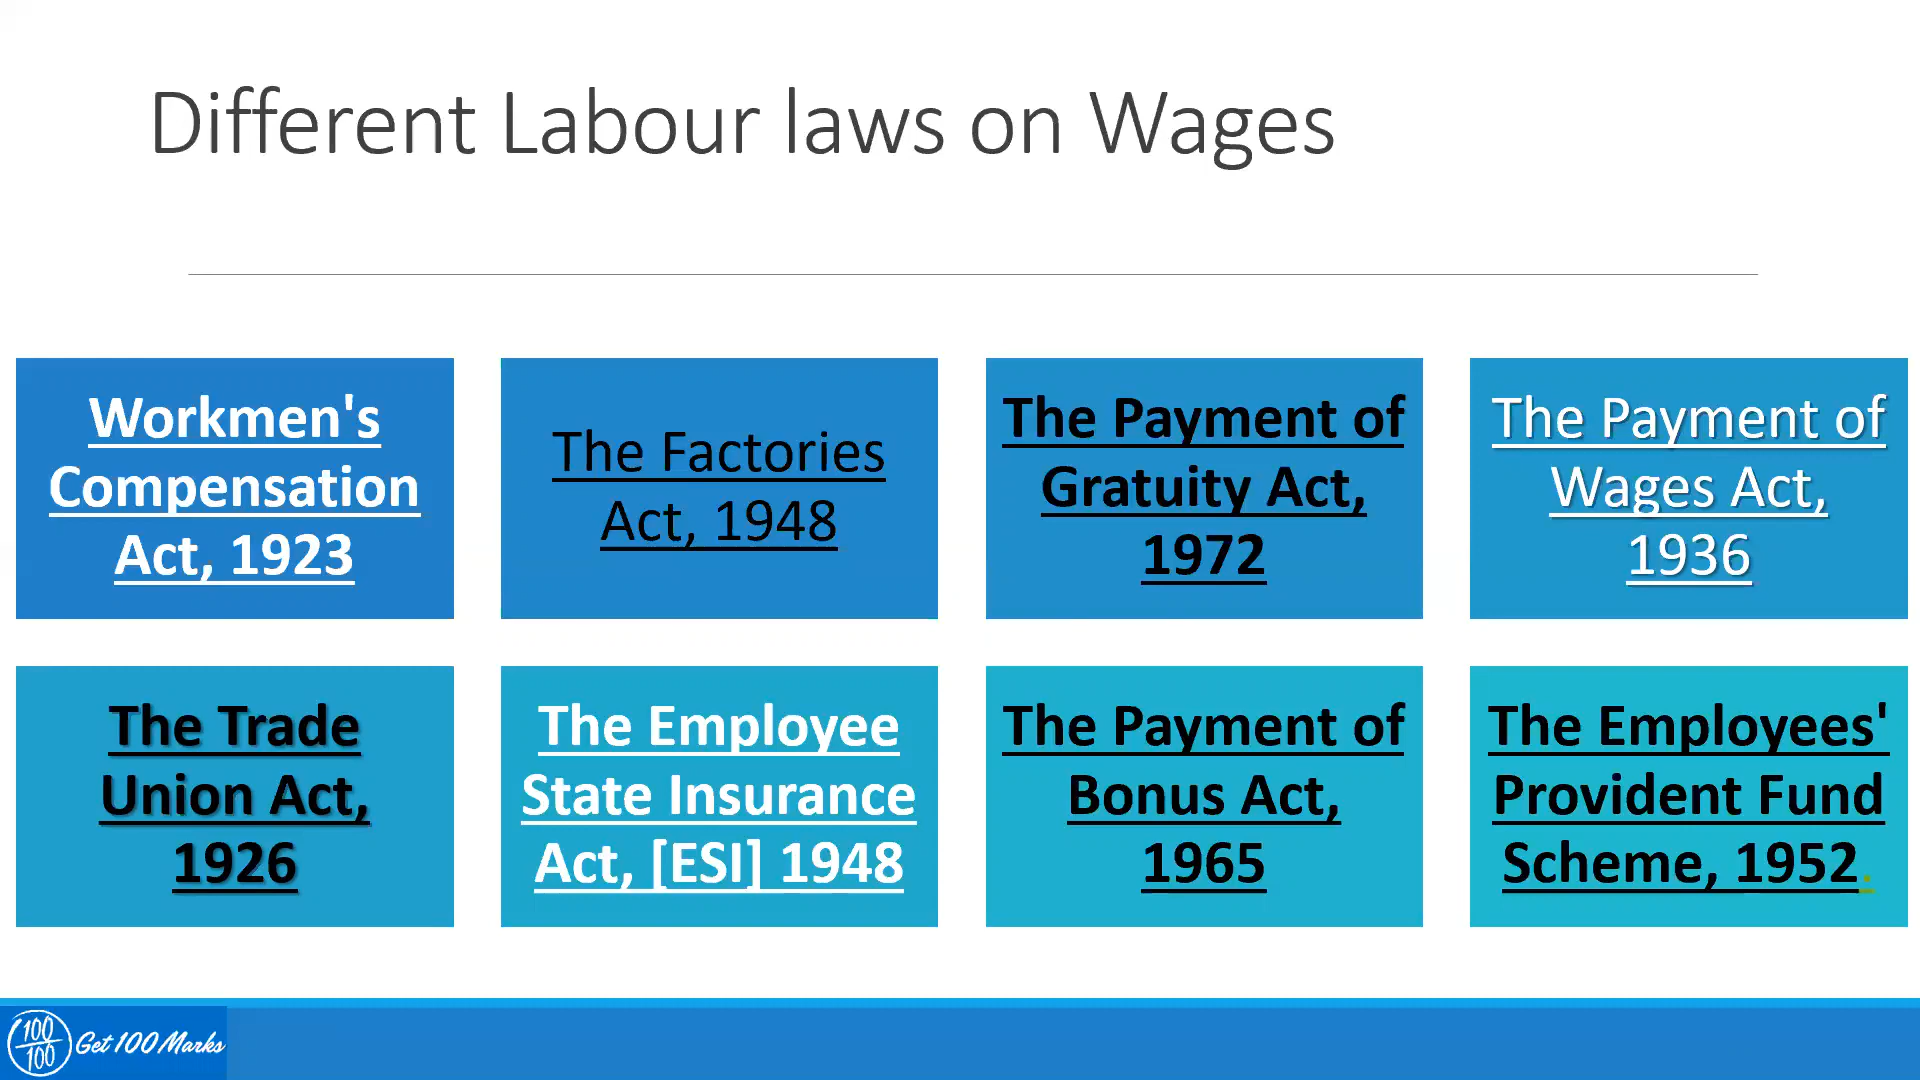 Different Labour laws on Wages
Workmen's
Compensation
Act, 1923
The Factories
Act, 1948
The Payment of
Gratuity Act,
1972
The Payment of
Wages Act,
1936
The Trade
Union Act,
1926
The Employee
State Insurance
Act, [ESI] 1948
The Payment of
Bonus Act,
1965
The Employees'
Provident Fund
Scheme, 1952.
100
100
Get 100 Marks